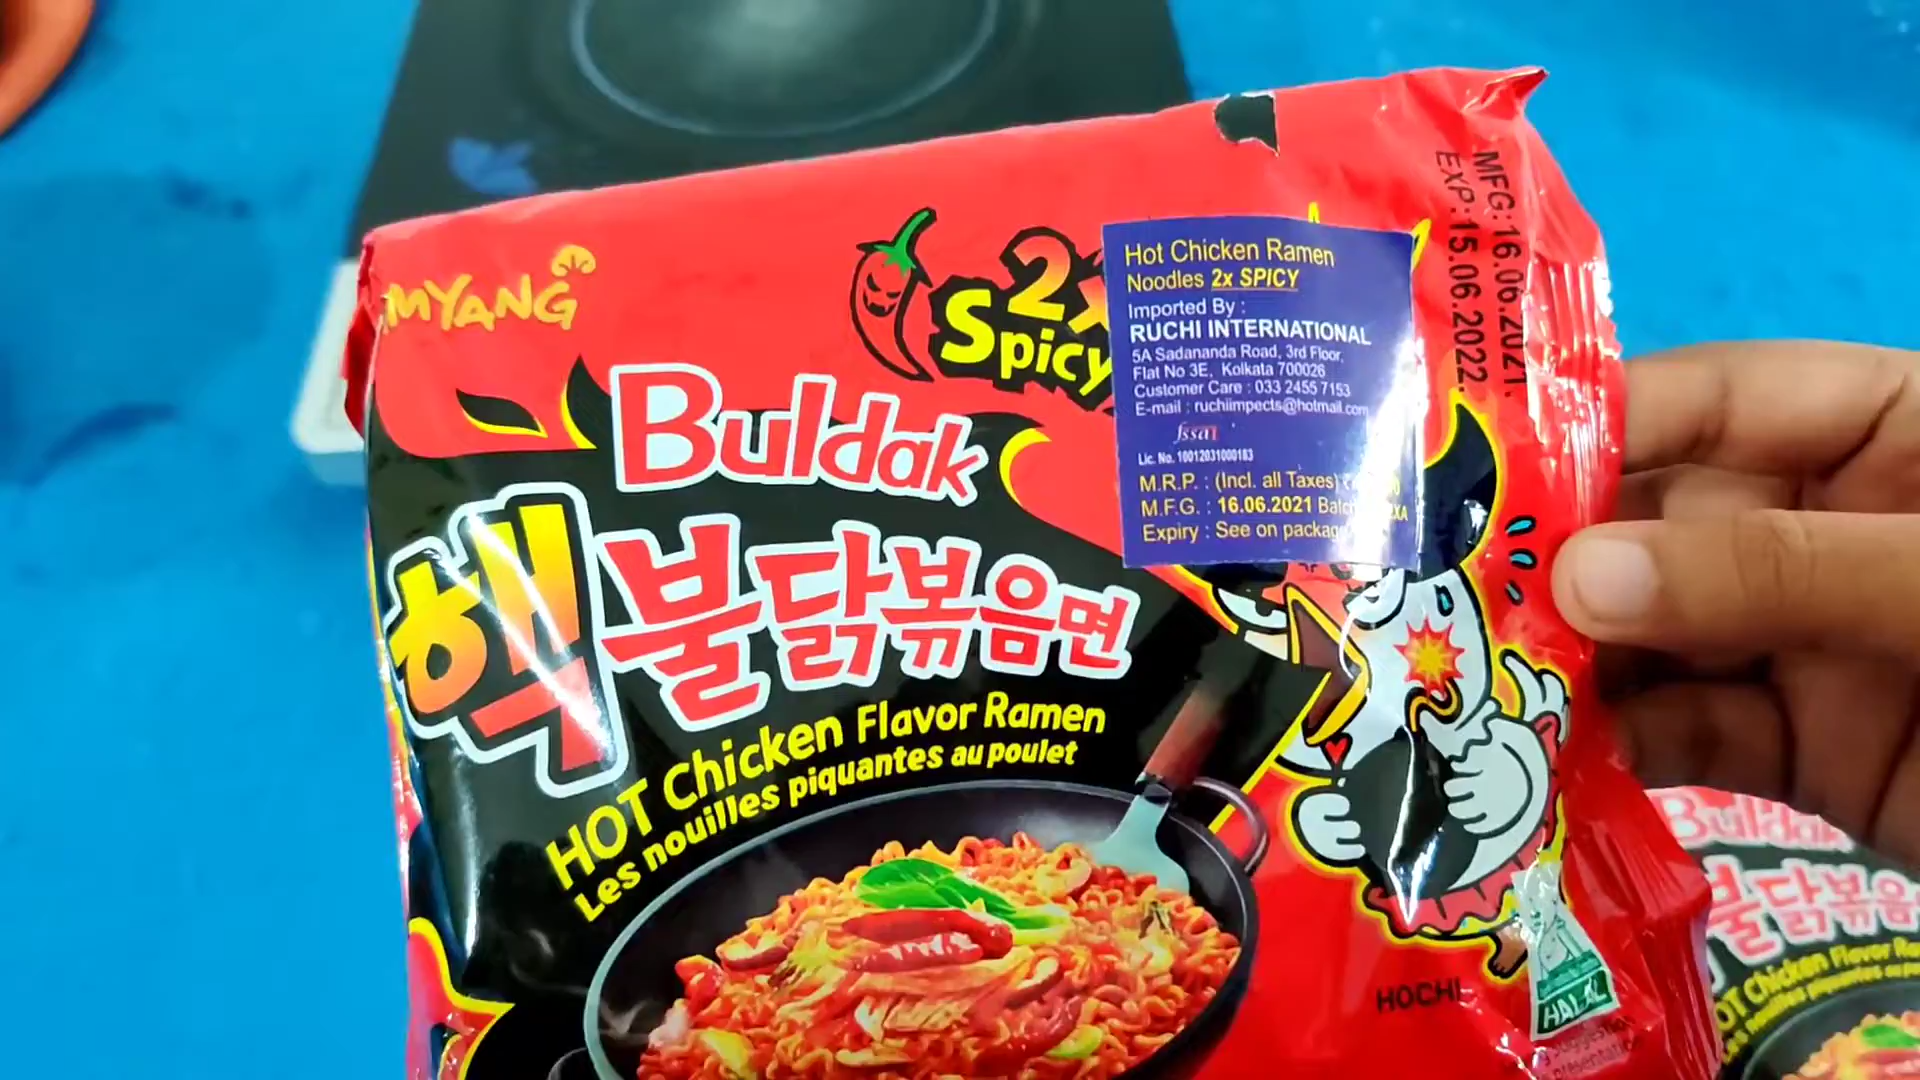 MYANG
2x
Spicy
Buldak
핵불닭볶음면
HOT Chicken Flavor Ramen
Les nouilles piquantes au poulet
Hot Chicken Ramen
Noodles 2x SPICY
Imported By :
RUCHI INTERNATIONAL
5A Sadananda Road, 3rd Floor,
Flat No 3E, Kolkata 700026
Customer Care : 033 2455 7153
E-mail : ruchiimpects@hotmail.com
fssai
Lic. No. 10012031000183
M.R.P. : (Incl. all Taxes)
M.F.G. : 16.06.2021 Batc
Expiry : See on packag
MFG:16.06.2021.
EXP:15.06.2022.
HOCHI
HALAL
Buldak
불닭볶음
OT Chicken Flavor Ra